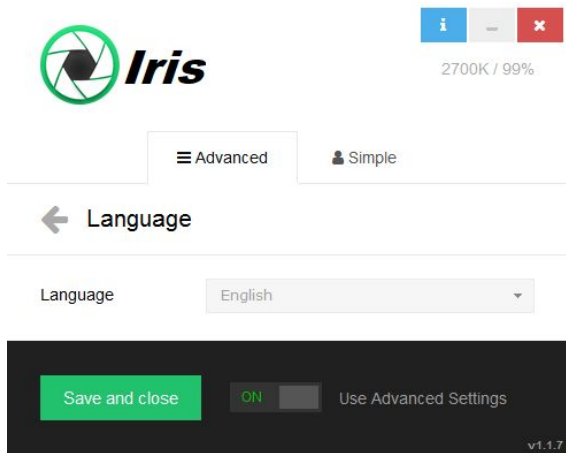 Iris
2700K / 99%
Advanced
Simple
Language
Language
English
Save and close
ON
Use Advanced Settings
v1.1.7